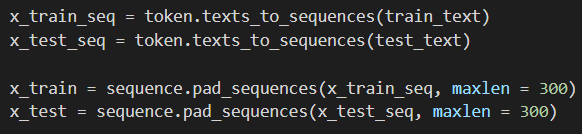 x_train_seq = token.texts_to_sequences(train_text)
x_test_seq = token.texts_to_sequences(test_text)
x_train = sequence.pad_sequences(x_train_seq, maxlen = 300)
x_test = sequence.pad_sequences(x_test_seq, maxlen = 300)